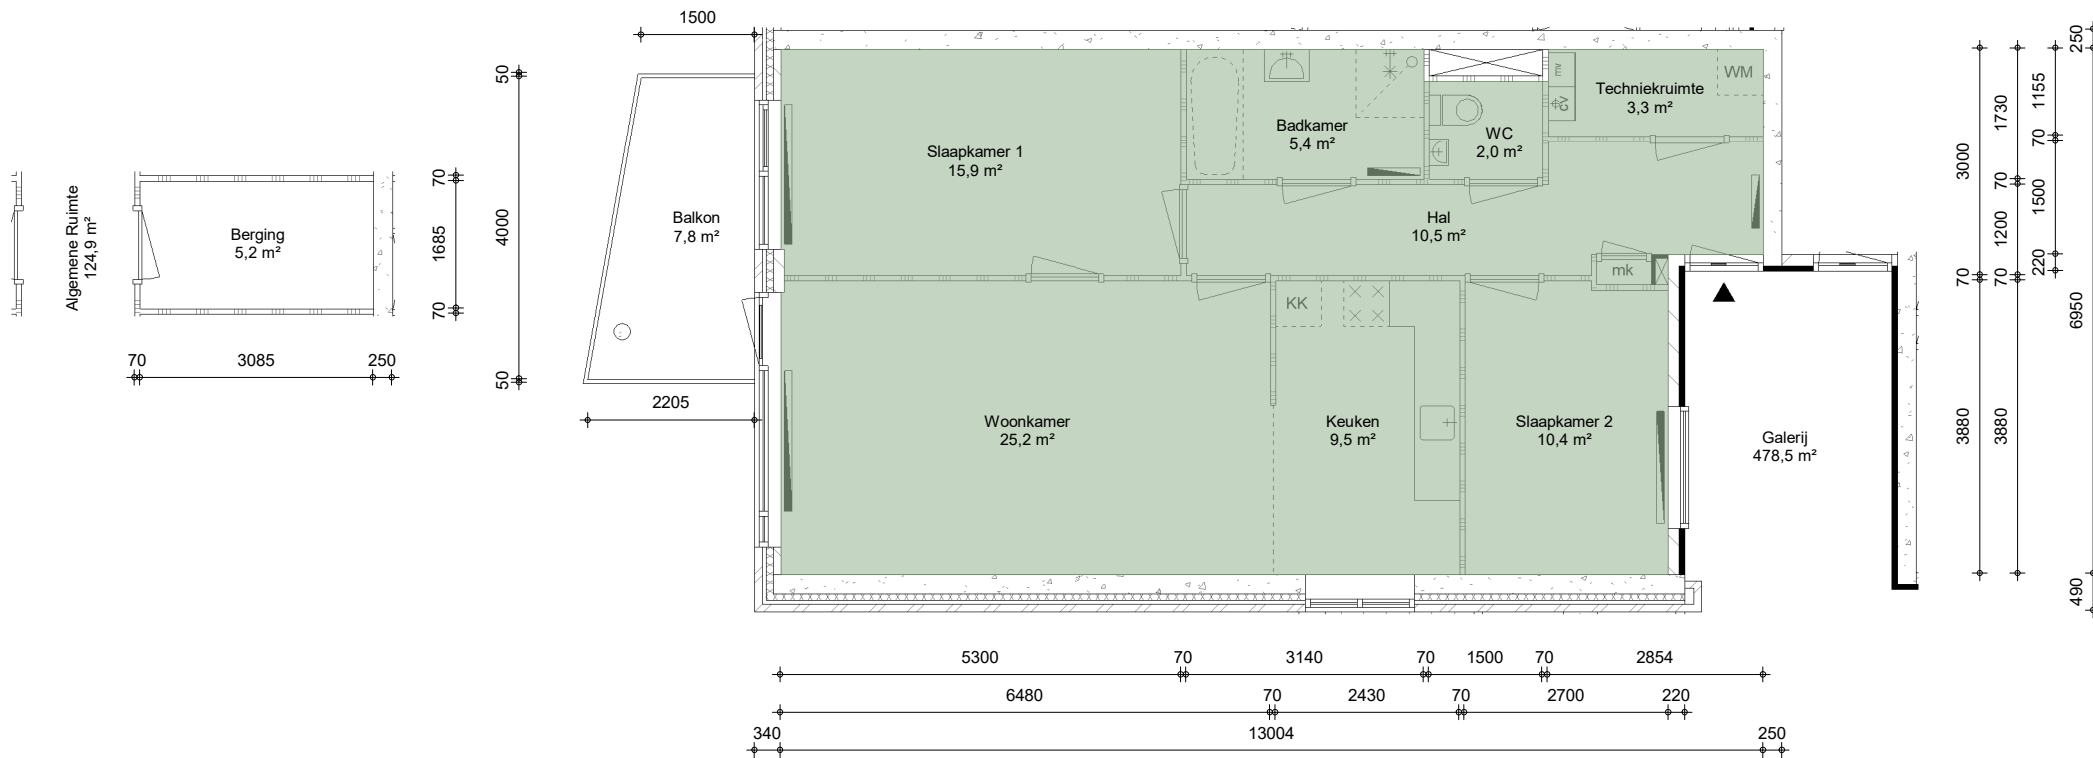 1500
50
4000
50
2205
Algemene Ruimte
124,9 m²
Berging
5,2 m²
70
1685
70
70
3085
250
Balkon
7,8 m²
Slaapkamer 1
15,9 m²
Badkamer
5,4 m²
WC
2,0 m²
mv
CV
Techniekruimte
3,3 m²
WM
Hal
10,5 m²
mk
KK
Woonkamer
25,2 m²
Keuken
9,5 m²
Slaapkamer 2
10,4 m²
Galerij
478,5 m²
3000
70
3880
1730
70
1200
70
3880
1155
70
1500
220
250
6950
490
5300
70
3140
70
1500
70
2854
6480
70
2430
70
2700
220
340
13004
250